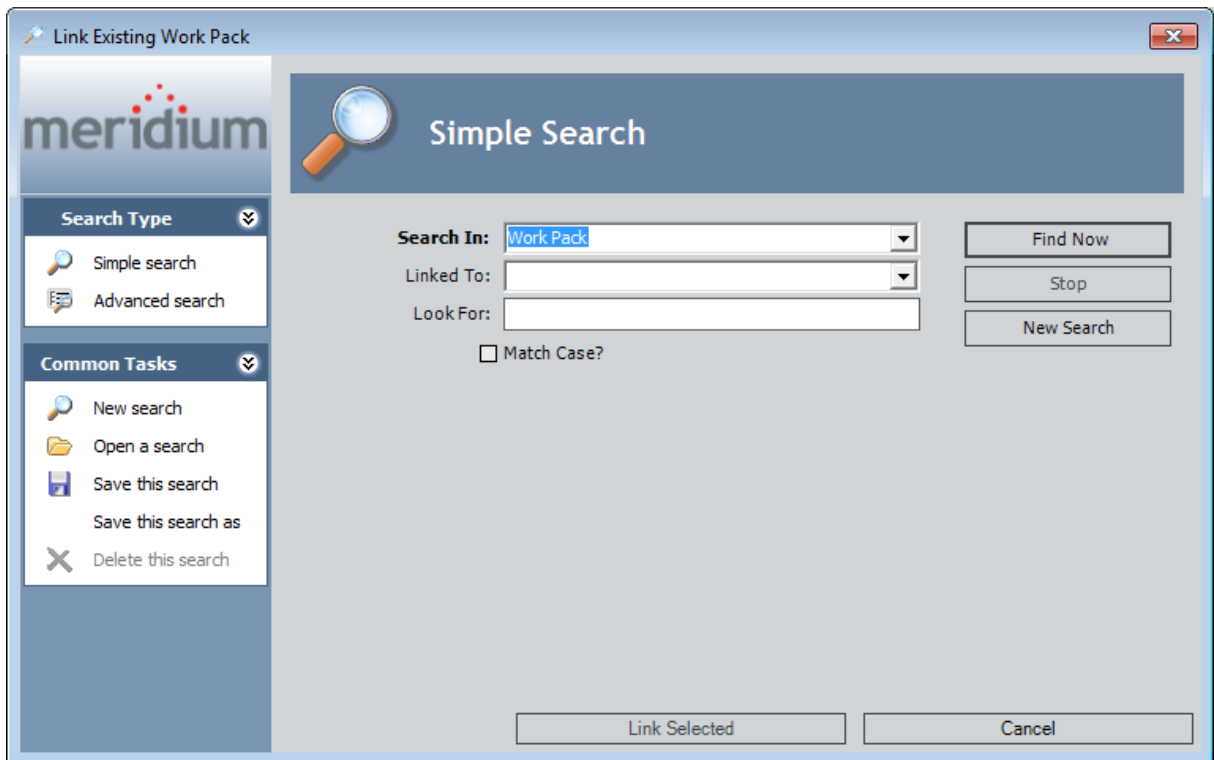 Link Existing Work Pack
meridium
Simple Search
Search Type
Simple search
Advanced search
Common Tasks
New search
Open a search
Save this search
Save this search as
Delete this search
Search In: Work Pack
Linked To:
Look For:
Match Case?
Find Now
Stop
New Search
Link Selected
Cancel